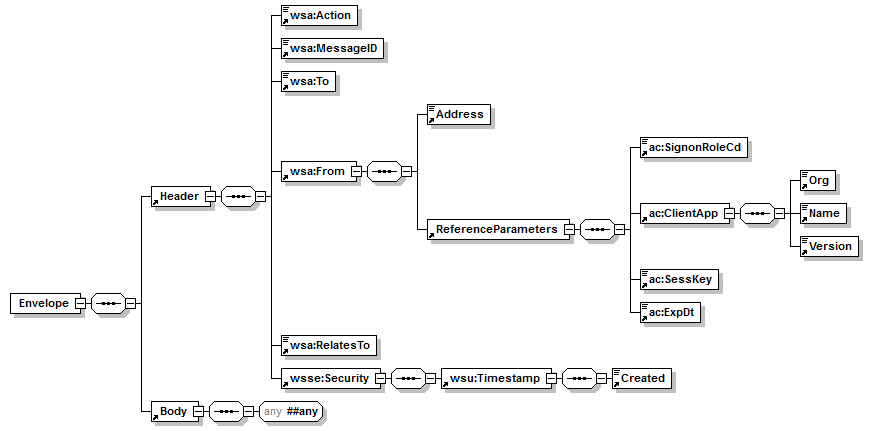 wsa:Action
wsa:MessageID
wsa:To
Address
ac:SignonRoleCd
wsa:From
Org
Header
ac:ClientApp
Name
ReferenceParameters
Version
ac:SessKey
Envelope
ac:ExpDt
wsa:RelatesTo
wsse:Security
wsu:Timestamp
Created
Body
any ##any